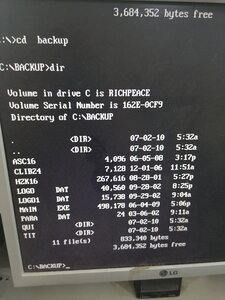 3,684,352 bytes free
C:\>cd backup
C:\BACKUP>dir
Volume in drive C is RICHPEACE
Volume Serial Number is 162E-0CF9
Directory of C:\BACKUP
. <DIR> 07-02-10 5:32a
.. <DIR> 07-02-10 5:32a
ASC16 4,096 06-05-08 3:17p
CLIB24 7,128 12-01-06 11:51a
HZK16 267,616 08-28-21 5:07p
LOGO DAT 40,560 09-28-02 8:25p
LOGO1 DAT 15,738 09-29-02 9:04a
MAIN EXE 498,178 06-04-09 5:06p
PARA DAT 24 03-06-02 9:11a
QUI <DIR> 07-02-10 5:32a
TIT <DIR> 07-02-10 5:32a
11 file(s) 833,340 bytes
3,684,352 bytes free
C:\BACKUP>_
LG